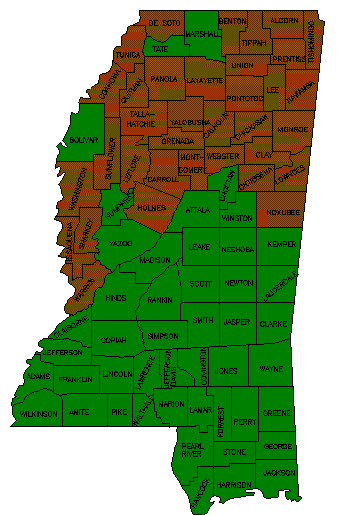 DE SOTO
MARSHALL
BENTON
ALCORN
TISHOMINGO
TIPPAH
TUNICA
TATE
PRENTISS
UNION
COAHOMA
QUITMAN
PANOLA
LAFAYETTE
LEE
ITAWAMBA
PONTOTOC
TALLA-
HATCHIE
YALOBUSHA
CALHOUN
CHICKASAW
MONROE
BOLIVAR
GRENADA
SUNFLOWER
LEFLORE
MONT-
GOMERY
WEBSTER
CLAY
CARROLL
OKTIBBEHA
LOWNDES
WASHINGTON
CHOCTAW
HUMPHREYS
HOLMES
ATTALA
WINSTON
NOXUBEE
SHARKEY
ISSAQUENA
YAZOO
LEAKE
NESHOBA
KEMPER
MADISON
WARREN
HINDS
RANKIN
SCOTT
NEWTON
LAUDERDALE
CLAIBORNE
COPIAH
SIMPSON
SMITH
JASPER
CLARKE
JEFFERSON
ADAMS
FRANKLIN
LINCOLN
LAWRENCE
JEFFERSON
DAVIS
COVINGTON
JONES
WAYNE
WILKINSON
AMITE
PIKE
WALTHALL
MARION
LAMAR
FORREST
PERRY
GREENE
PEARL
RIVER
STONE
GEORGE
HANCOCK
HARRISON
JACKSON